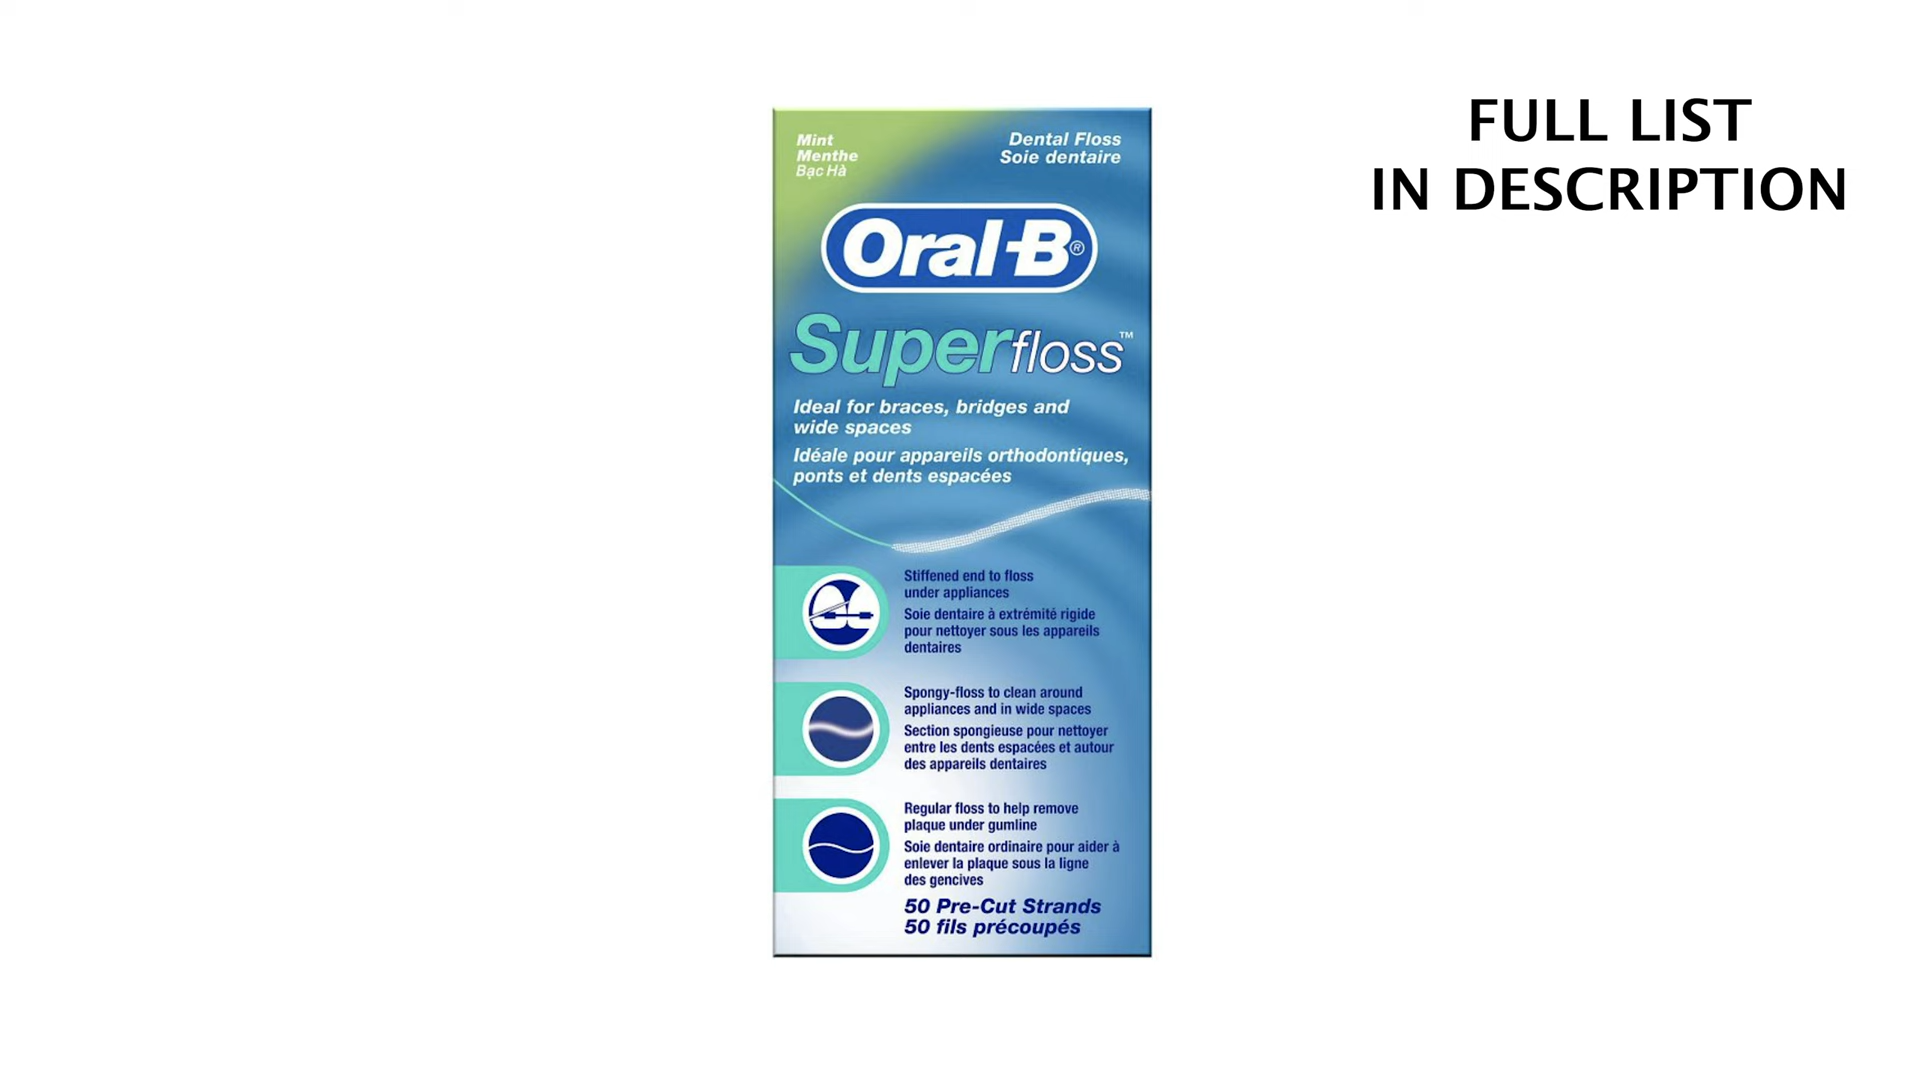 Mint
Menthe
Bạc Hà
Dental Floss
Soie dentaire
Oral-B®
Superfloss™
Ideal for braces, bridges and
wide spaces
Idéale pour appareils orthodontiques,
ponts et dents espacées
Stiffened end to floss
under appliances
Soie dentaire à extrémité rigide
pour nettoyer sous les appareils
dentaires
Spongy-floss to clean around
appliances and in wide spaces
Section spongieuse pour nettoyer
entre les dents espacées et autour
des appareils dentaires
Regular floss to help remove
plaque under gumline
Soie dentaire ordinaire pour aider à
enlever la plaque sous la ligne
des gencives
50 Pre-Cut Strands
50 fils précoupés
FULL LIST
IN DESCRIPTION